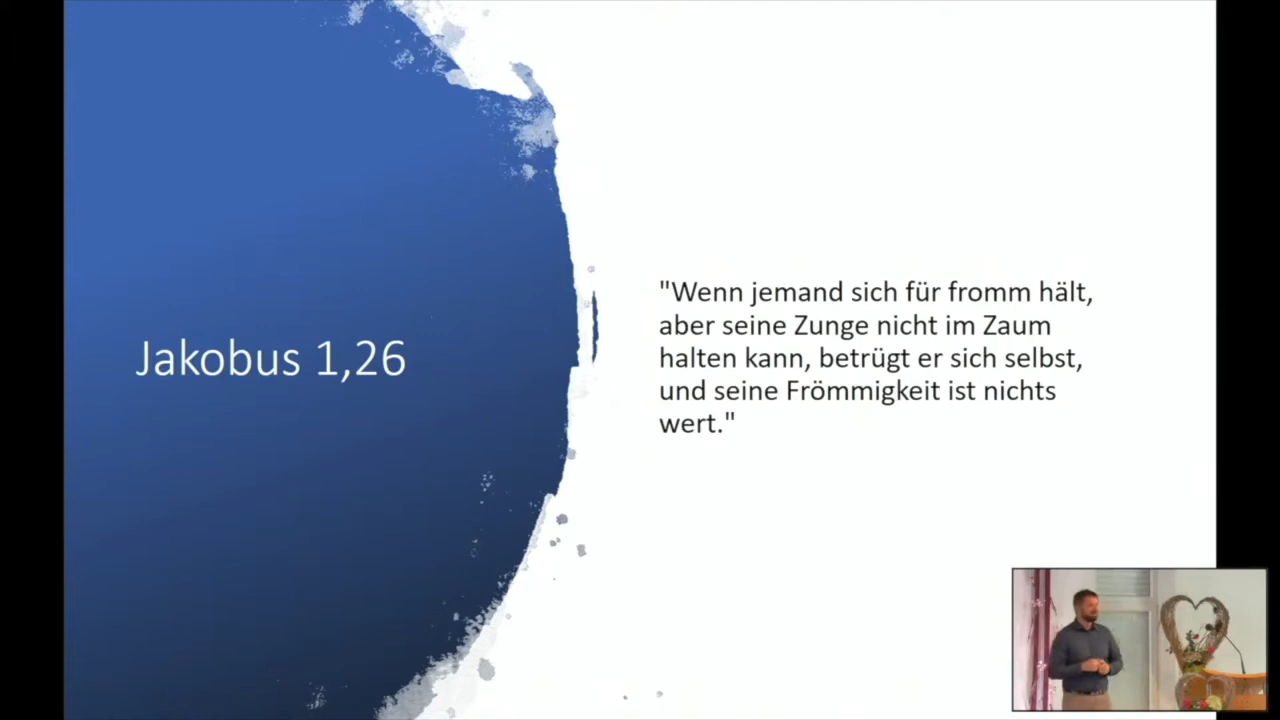 Jakobus 1,26
"Wenn jemand sich für fromm hält,
aber seine Zunge nicht im Zaum
halten kann, betrügt er sich selbst,
und seine Frömmigkeit ist nichts
wert."